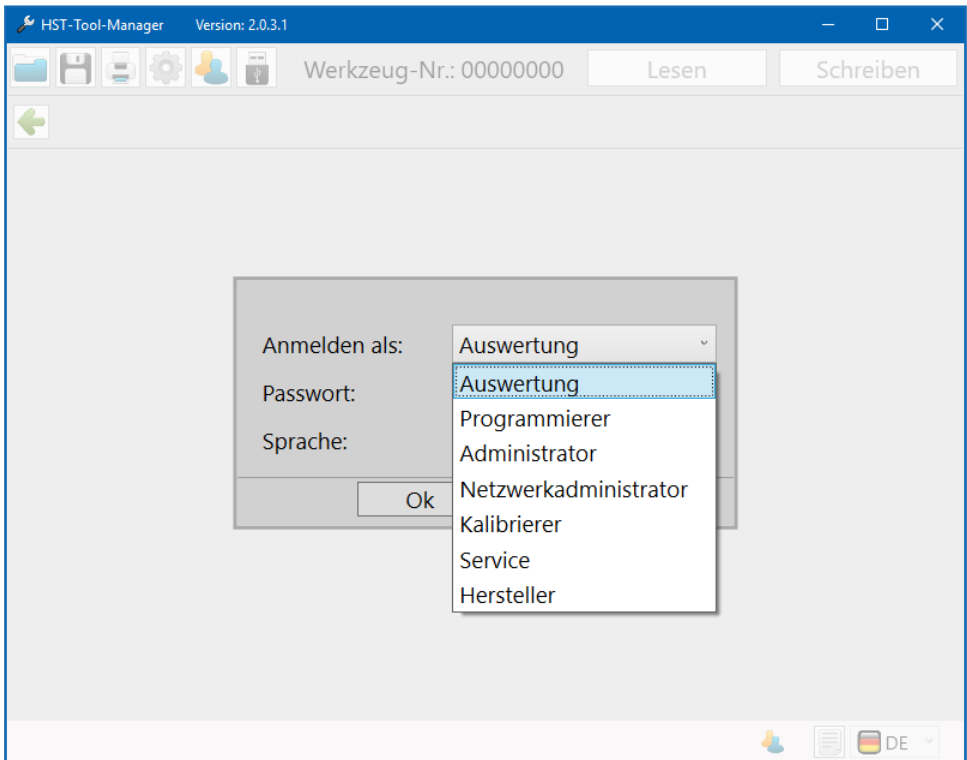 HST-Tool-Manager Version: 2.0.3.1
Werkzeug-Nr.: 00000000 Lesen Schreiben
Anmelden als: Auswertung
Passwort:
Sprache:
Ok
Auswertung
Programmierer
Administrator
Netzwerkadministrator
Kalibrierer
Service
Hersteller
DE